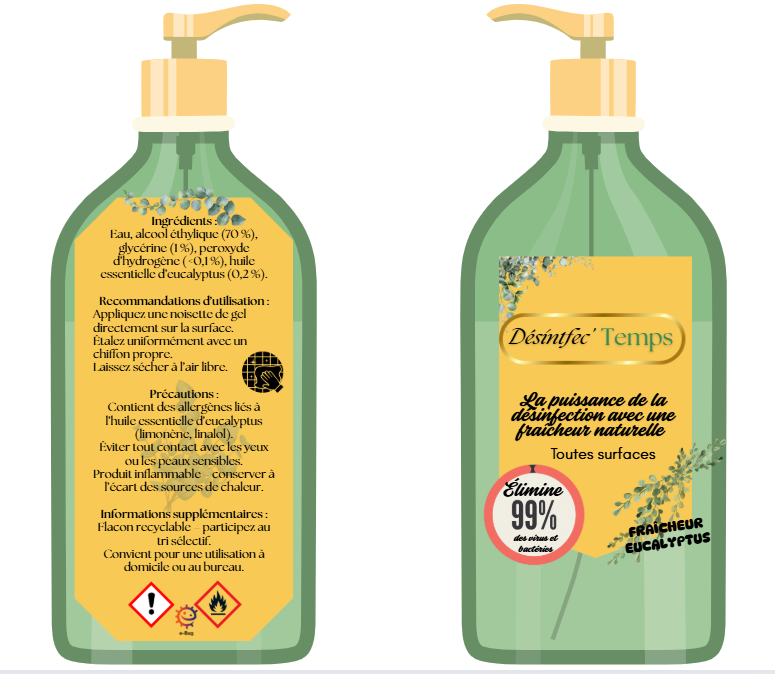 Ingrédients :
Eau, alcool éthylique (70 %),
glycérine (1 %), peroxyde
d'hydrogène (<0,1 %), huile
essentielle d'eucalyptus (0,2 %).
Recommandations d'utilisation :
Appliquez une noisette de gel
directement sur la surface.
Étalez uniformément avec un
chiffon propre.
Laissez sécher à l'air libre.
Précautions :
Contient des allergènes liés à
l'huile essentielle d'eucalyptus
(limonène, linalol).
Éviter tout contact avec les yeux
ou les peaux sensibles.
Produit inflammable – conserver à
l'écart des sources de chaleur.
Informations supplémentaires :
Flacon recyclable – participez au
tri sélectif.
Convient pour une utilisation à
domicile ou au bureau.
e-Bug
Désintfec' Temps
La puissance de la
désinfection avec une
fraîcheur naturelle
Toutes surfaces
Élimine
99%
des virus et
bactéries
FRAÎCHEUR
EUCALYPTUS